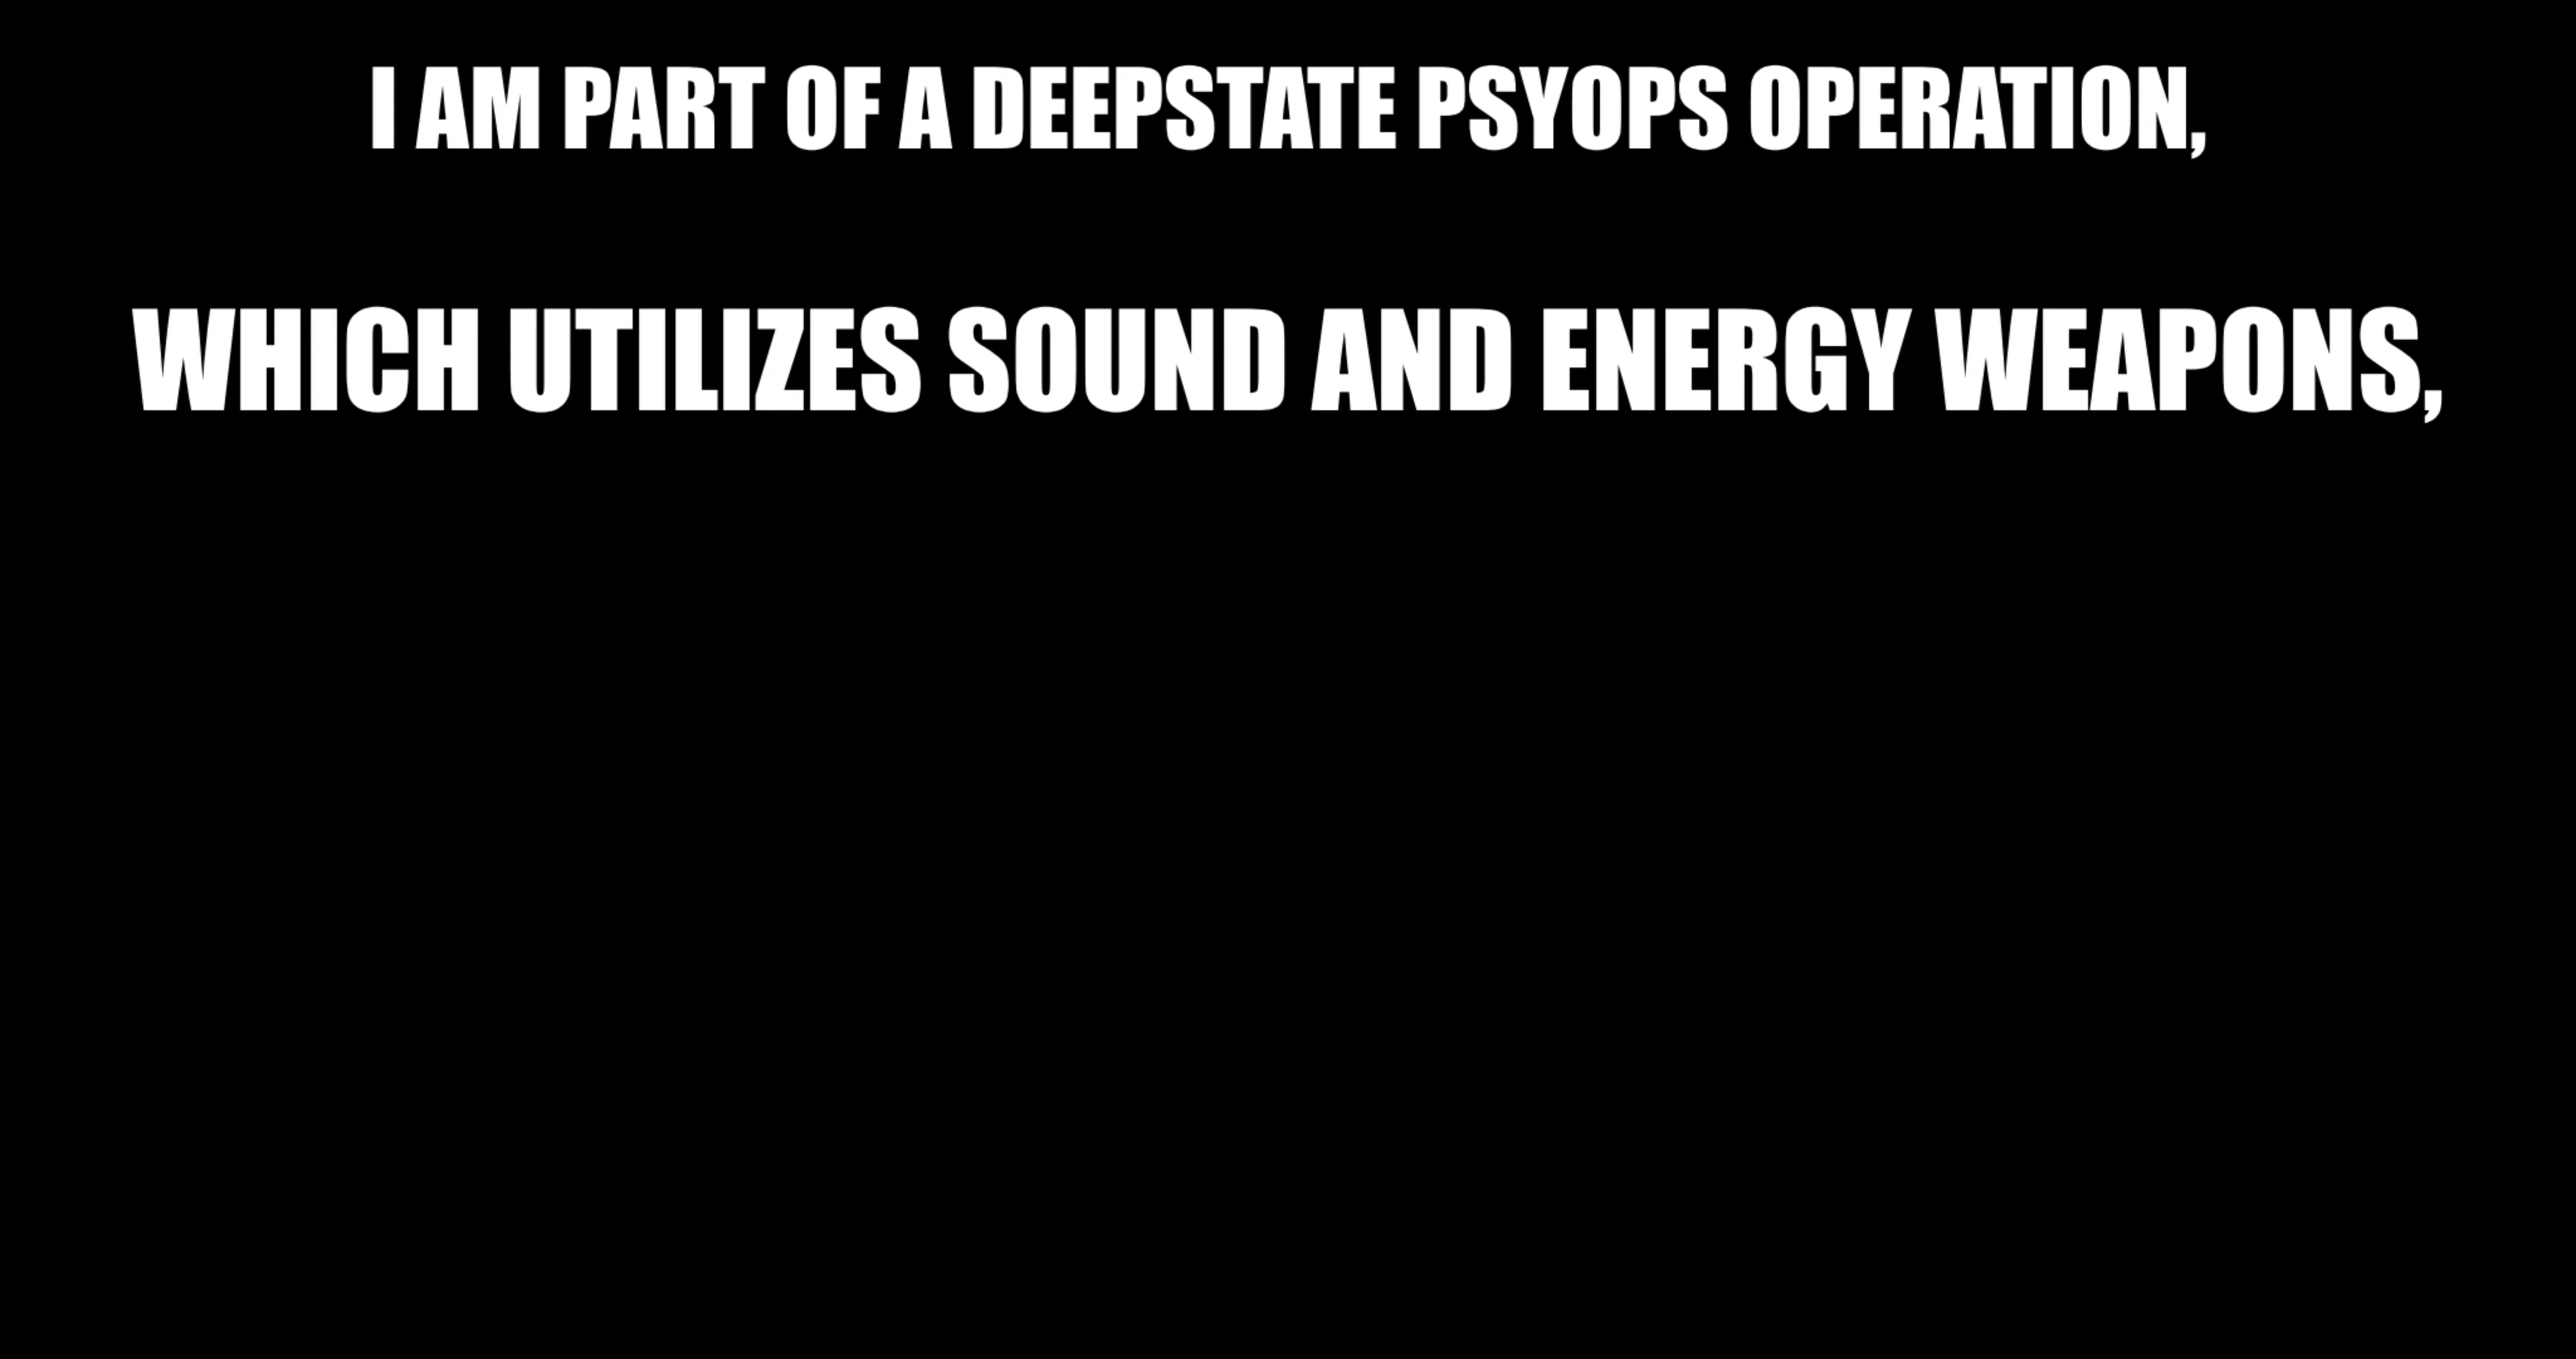 I AM PART OF A DEEPSTATE PSYOPS OPERATION,
WHICH UTILIZES SOUND AND ENERGY WEAPONS,